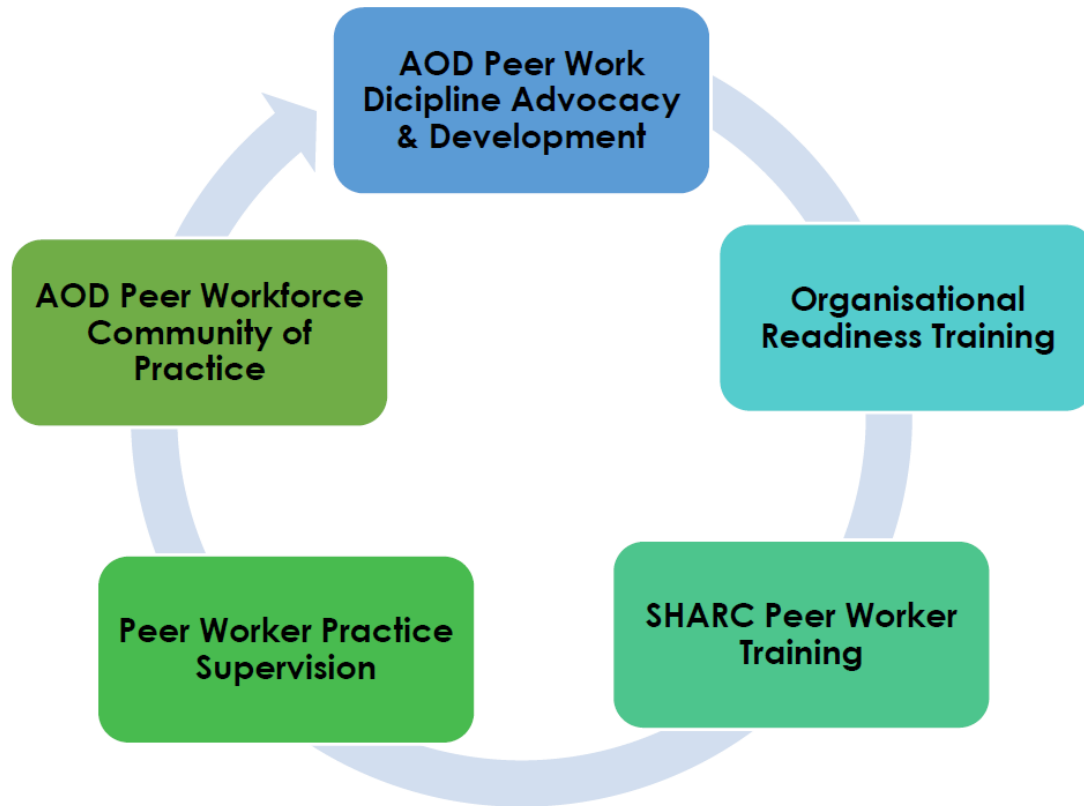 AOD Peer Work
Dicipline Advocacy
& Development
Organisational
Readiness Training
SHARC Peer Worker
Training
Peer Worker Practice
Supervision
AOD Peer Workforce
Community of
Practice